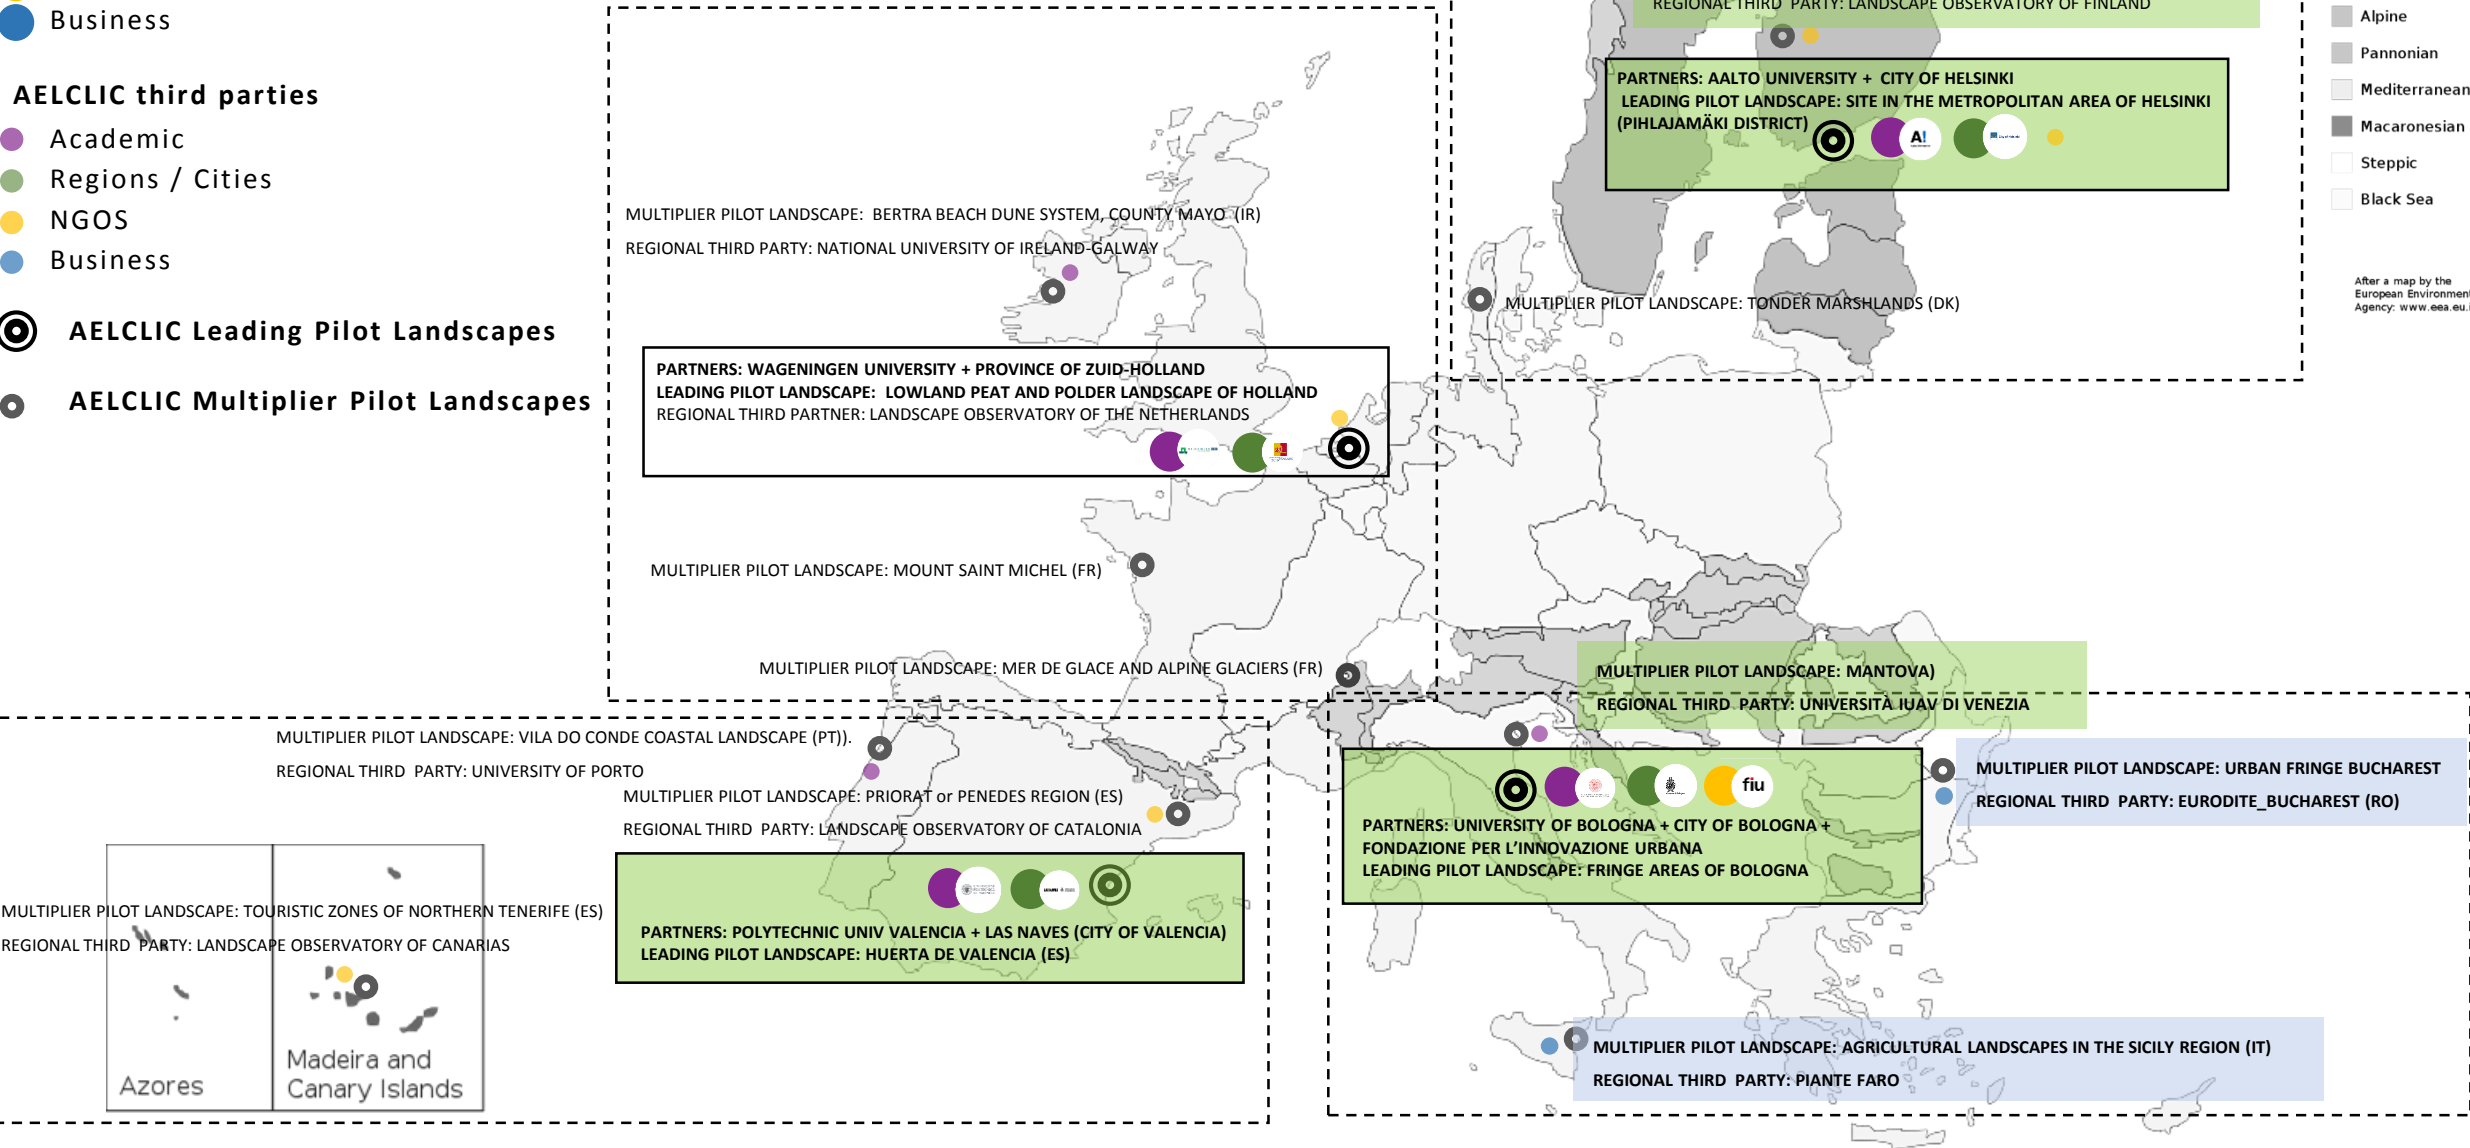 Business
AELCLIC third parties
Academic
Regions / Cities
NGOS
Business
AELCLIC Leading Pilot Landscapes
AELCLIC Multiplier Pilot Landscapes
REGIONAL THIRD PARTY: LANDSCAPE OBSERVATORY OF FINLAND
PARTNERS: AALTO UNIVERSITY + CITY OF HELSINKI
LEADING PILOT LANDSCAPE: SITE IN THE METROPOLITAN AREA OF HELSINKI
(PIHLAJAMÄKI DISTRICT)
A!
Alpine
Pannonian
Mediterranean
Macaronesian
Steppic
Black Sea
After a map by the
European Environment
Agency: www.eea.eu.i
MULTIPLIER PILOT LANDSCAPE: BERTRA BEACH DUNE SYSTEM, COUNTY MAYO (IR)
REGIONAL THIRD PARTY: NATIONAL UNIVERSITY OF IRELAND-GALWAY
MULTIPLIER PILOT LANDSCAPE: TONDER MARSHLANDS (DK)
PARTNERS: WAGENINGEN UNIVERSITY + PROVINCE OF ZUID-HOLLAND
LEADING PILOT LANDSCAPE: LOWLAND PEAT AND POLDER LANDSCAPE OF HOLLAND
REGIONAL THIRD PARTNER: LANDSCAPE OBSERVATORY OF THE NETHERLANDS
MULTIPLIER PILOT LANDSCAPE: MOUNT SAINT MICHEL (FR)
MULTIPLIER PILOT LANDSCAPE: MER DE GLACE AND ALPINE GLACIERS (FR)
MULTIPLIER PILOT LANDSCAPE: MANTOVA)
REGIONAL THIRD PARTY: UNIVERSITÀ IUAV DI VENEZIA
MULTIPLIER PILOT LANDSCAPE: VILA DO CONDE COASTAL LANDSCAPE (PT)).
REGIONAL THIRD PARTY: UNIVERSITY OF PORTO
MULTIPLIER PILOT LANDSCAPE: PRIORAT or PENEDES REGION (ES)
REGIONAL THIRD PARTY: LANDSCAPE OBSERVATORY OF CATALONIA
fiu
PARTNERS: UNIVERSITY OF BOLOGNA + CITY OF BOLOGNA +
FONDAZIONE PER L'INNOVAZIONE URBANA
LEADING PILOT LANDSCAPE: FRINGE AREAS OF BOLOGNA
MULTIPLIER PILOT LANDSCAPE: URBAN FRINGE BUCHAREST
REGIONAL THIRD PARTY: EURODITE_BUCHAREST (RO)
MULTIPLIER PILOT LANDSCAPE: TOURISTIC ZONES OF NORTHERN TENERIFE (ES)
REGIONAL THIRD PARTY: LANDSCAPE OBSERVATORY OF CANARIAS
PARTNERS: POLYTECHNIC UNIV VALENCIA + LAS NAVES (CITY OF VALENCIA)
LEADING PILOT LANDSCAPE: HUERTA DE VALENCIA (ES)
Azores
Madeira and
Canary Islands
MULTIPLIER PILOT LANDSCAPE: AGRICULTURAL LANDSCAPES IN THE SICILY REGION (IT)
REGIONAL THIRD PARTY: PIANTE FARO